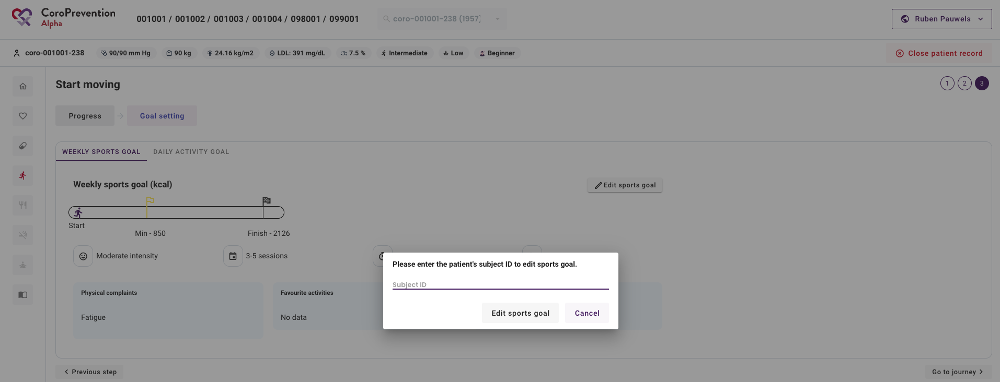 CoroPrevention
Alpha
001001 / 001002 / 001003 / 001004 / 098001 / 099001
coro-001001-238 (1957)
Ruben Pauwels
coro-001001-238
90/90 mm Hg
90 kg
24.16 kg/m2
LDL: 391 mg/dL
7.5 %
Intermediate
Low
Beginner
Close patient record
Start moving
1
2
3
Progress
Goal setting
WEEKLY SPORTS GOAL
DAILY ACTIVITY GOAL
Weekly sports goal (kcal)
Edit sports goal
Start
Min - 850
Finish - 2126
Moderate intensity
3-5 sessions
Please enter the patient's subject ID to edit sports goal.
Subject ID
Edit sports goal
Cancel
Physical complaints
Fatigue
Favourite activities
No data
Previous step
Go to journey